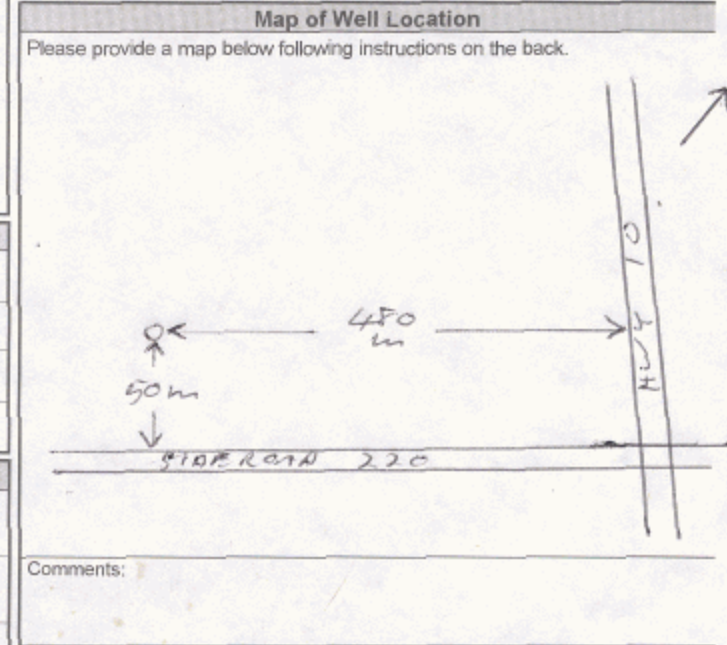 Map of Well Location
Please provide a map below following instructions on the back.
HWY 10
480
m
50m
SIDEROAD 220
Comments: